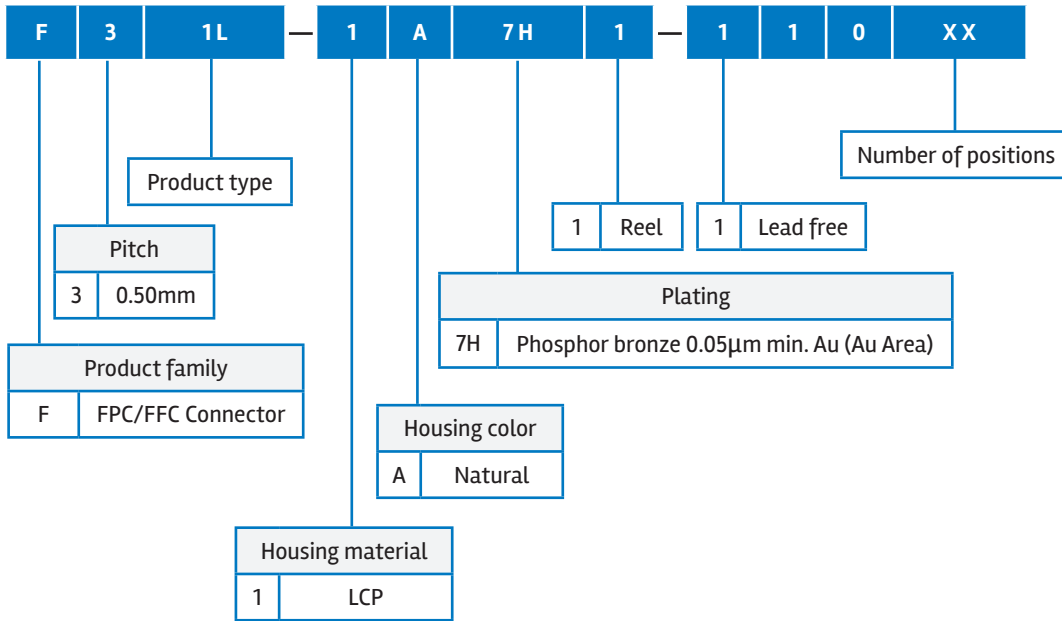 F 3 1L — 1 A 7H 1 — 1 1 0 XX
Number of positions
Product type
1 Reel 1 Lead free
Pitch
3 0.50mm
Plating
7H Phosphor bronze 0.05μm min. Au (Au Area)
Product family
F FPC/FFC Connector
Housing color
A Natural
Housing material
1 LCP